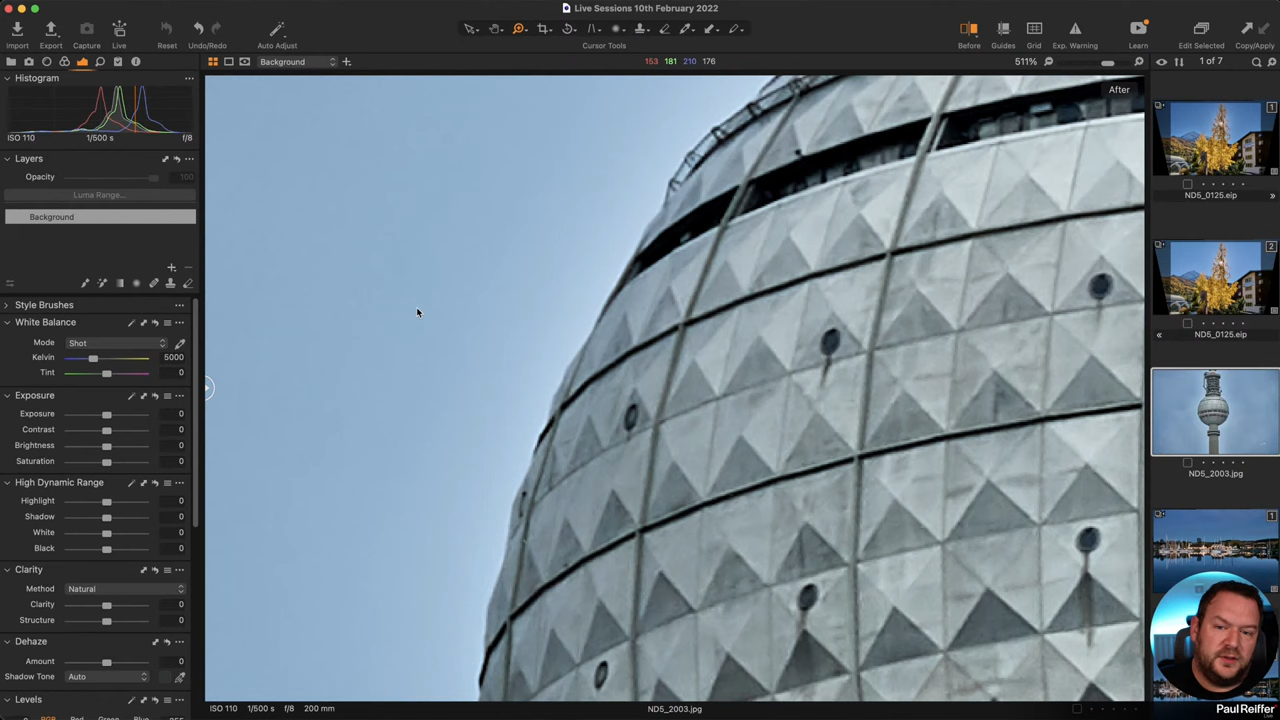 Live Sessions 10th February 2022
Import Export Capture Live Reset Undo/Redo Auto Adjust Cursor Tools Before Guides Grid Exp. Warning Learn Edit Selected Copy/Apply
Background
153 181 210 176
511%
1 of 7
Histogram
ISO 110 1/500 s f/8
Layers
Opacity 100
Luma Range...
Background
Style Brushes
White Balance
Mode Shot
Kelvin 5000
Tint 0
Exposure
Exposure 0
Contrast 0
Brightness 0
Saturation 0
High Dynamic Range
Highlight 0
Shadow 0
White 0
Black 0
Clarity
Method Natural
Clarity 0
Structure 0
Dehaze
Amount 0
Shadow Tone Auto
Levels
After
1
ND5_0125.eip
2
ND5_0125.eip
ND5_2003.jpg
1
ISO 110 1/500 s f/8 200 mm
ND5_2003.jpg
Paul Reiffer
Live